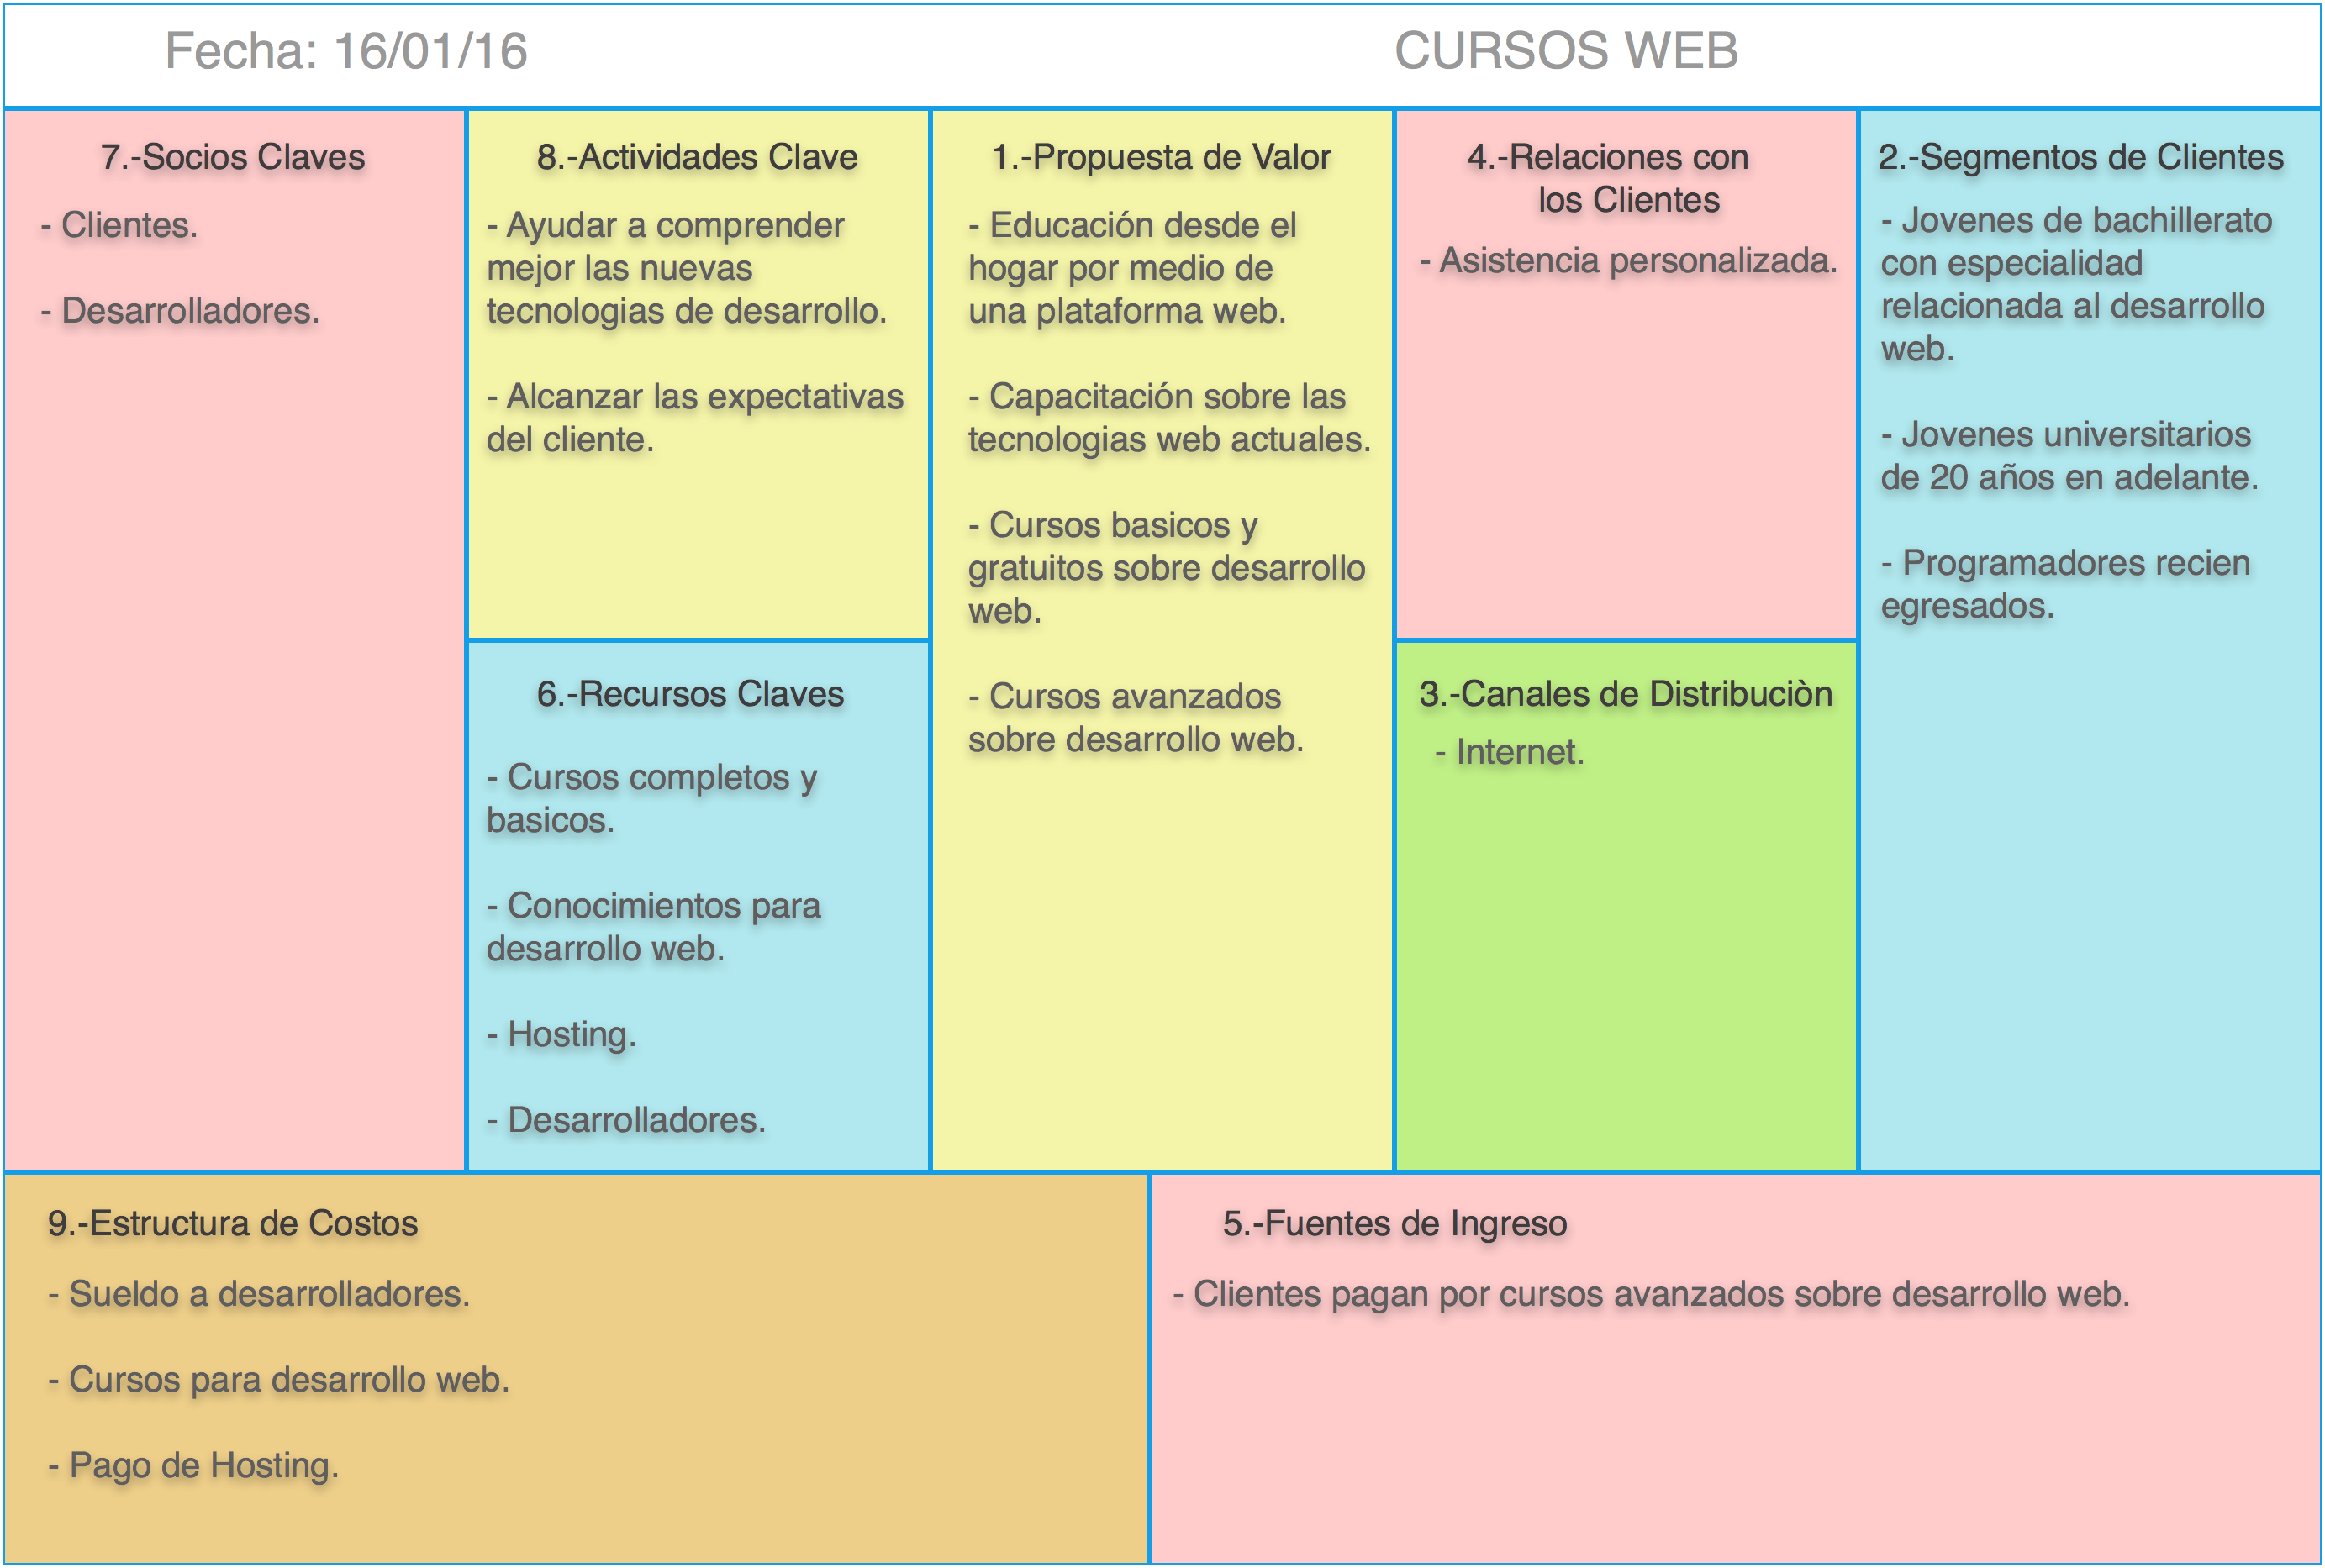 Fecha: 16/01/16
CURSOS WEB
7.-Socios Claves
- Clientes.
- Desarrolladores.
8.-Actividades Clave
- Ayudar a comprender
mejor las nuevas
tecnologias de desarrollo.
- Alcanzar las expectativas
del cliente.
6.-Recursos Claves
- Cursos completos y
basicos.
- Conocimientos para
desarrollo web.
- Hosting.
- Desarrolladores.
1.-Propuesta de Valor
- Educación desde el
hogar por medio de
una plataforma web.
- Capacitación sobre las
tecnologias web actuales.
- Cursos basicos y
gratuitos sobre desarrollo
web.
- Cursos avanzados
sobre desarrollo web.
4.-Relaciones con
los Clientes
- Asistencia personalizada.
3.-Canales de Distribuciòn
- Internet.
2.-Segmentos de Clientes
- Jovenes de bachillerato
con especialidad
relacionada al desarrollo
web.
- Jovenes universitarios
de 20 años en adelante.
- Programadores recien
egresados.
9.-Estructura de Costos
- Sueldo a desarrolladores.
- Cursos para desarrollo web.
- Pago de Hosting.
5.-Fuentes de Ingreso
- Clientes pagan por cursos avanzados sobre desarrollo web.